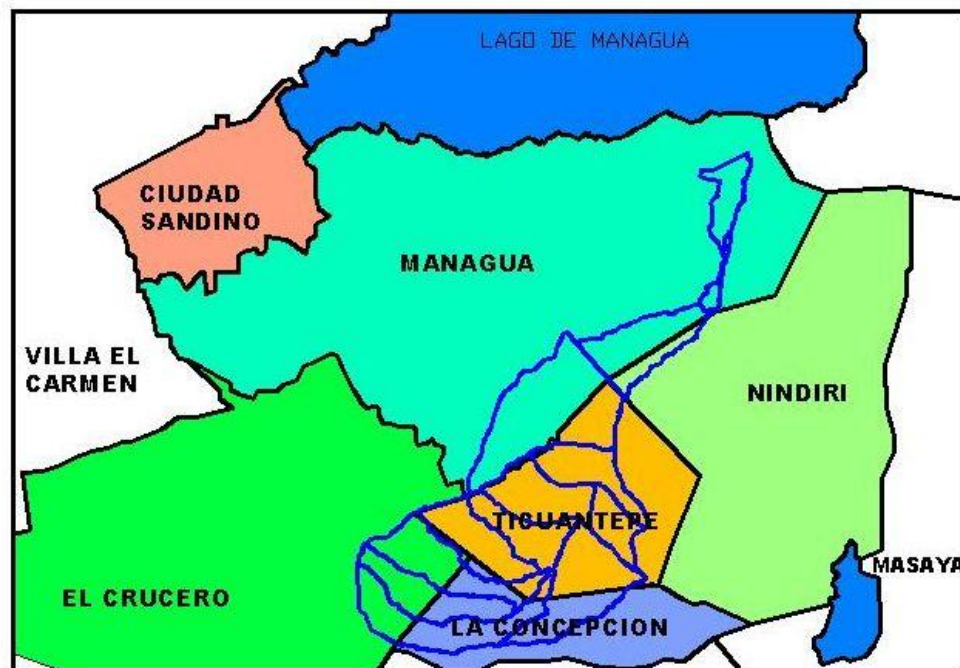 LAGO DE MANAGUA
CIUDAD
SANDINO
MANAGUA
VILLA EL
CARMEN
NINDIRI
TICUANTEPE
MASAYA
EL CRUCERO
LA CONCEPCION